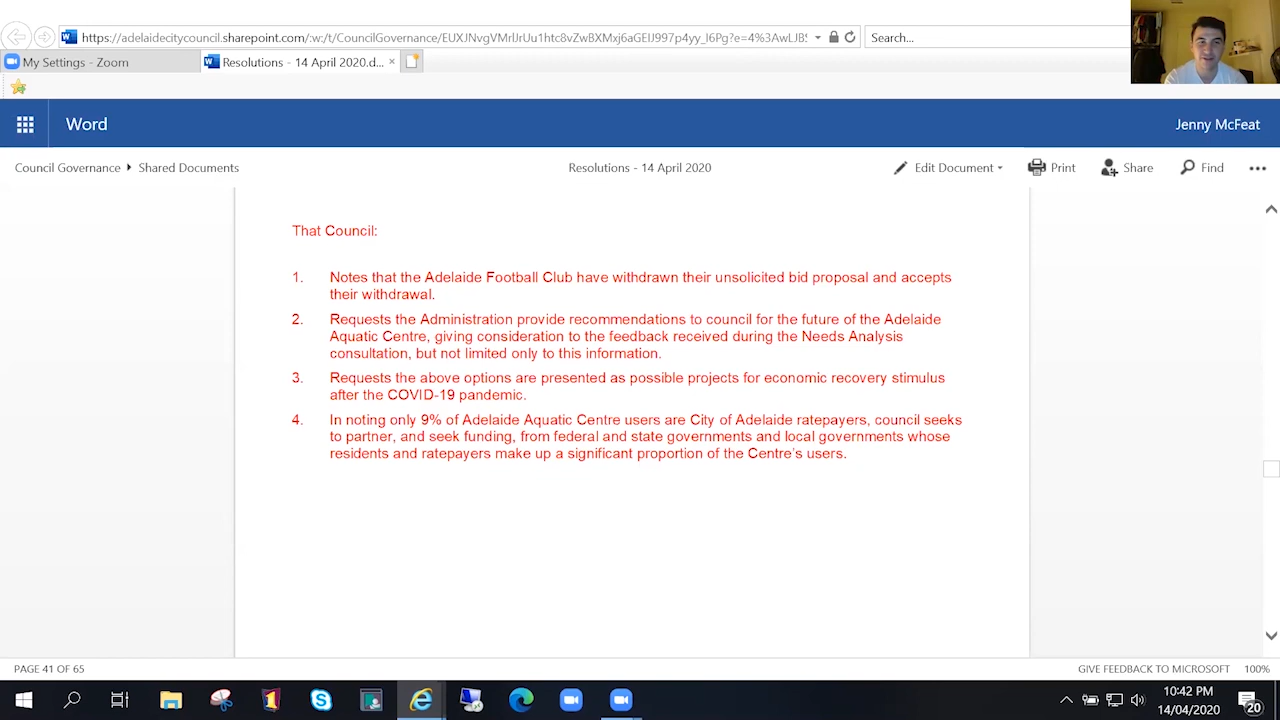 https://adelaidecitycouncil.sharepoint.com/:w:/t/CouncilGovernance/
Search...
My Settings - Zoom
Resolutions - 14 April 2020.d...
Word
Jenny McFeat
Council Governance
Shared Documents
Resolutions - 14 April 2020
Edit Document
Print
Share
Find
That Council:
1. Notes that the Adelaide Football Club have withdrawn their unsolicited bid proposal and accepts
their withdrawal.
2. Requests the Administration provide recommendations to council for the future of the Adelaide
Aquatic Centre, giving consideration to the feedback received during the Needs Analysis
consultation, but not limited only to this information.
3. Requests the above options are presented as possible projects for economic recovery stimulus
after the COVID-19 pandemic.
4. In noting only 9% of Adelaide Aquatic Centre users are City of Adelaide ratepayers, council seeks
to partner, and seek funding, from federal and state governments and local governments whose
residents and ratepayers make up a significant proportion of the Centre's users.
PAGE 41 OF 65
GIVE FEEDBACK TO MICROSOFT
100%
10:42 PM
14/04/2020
20